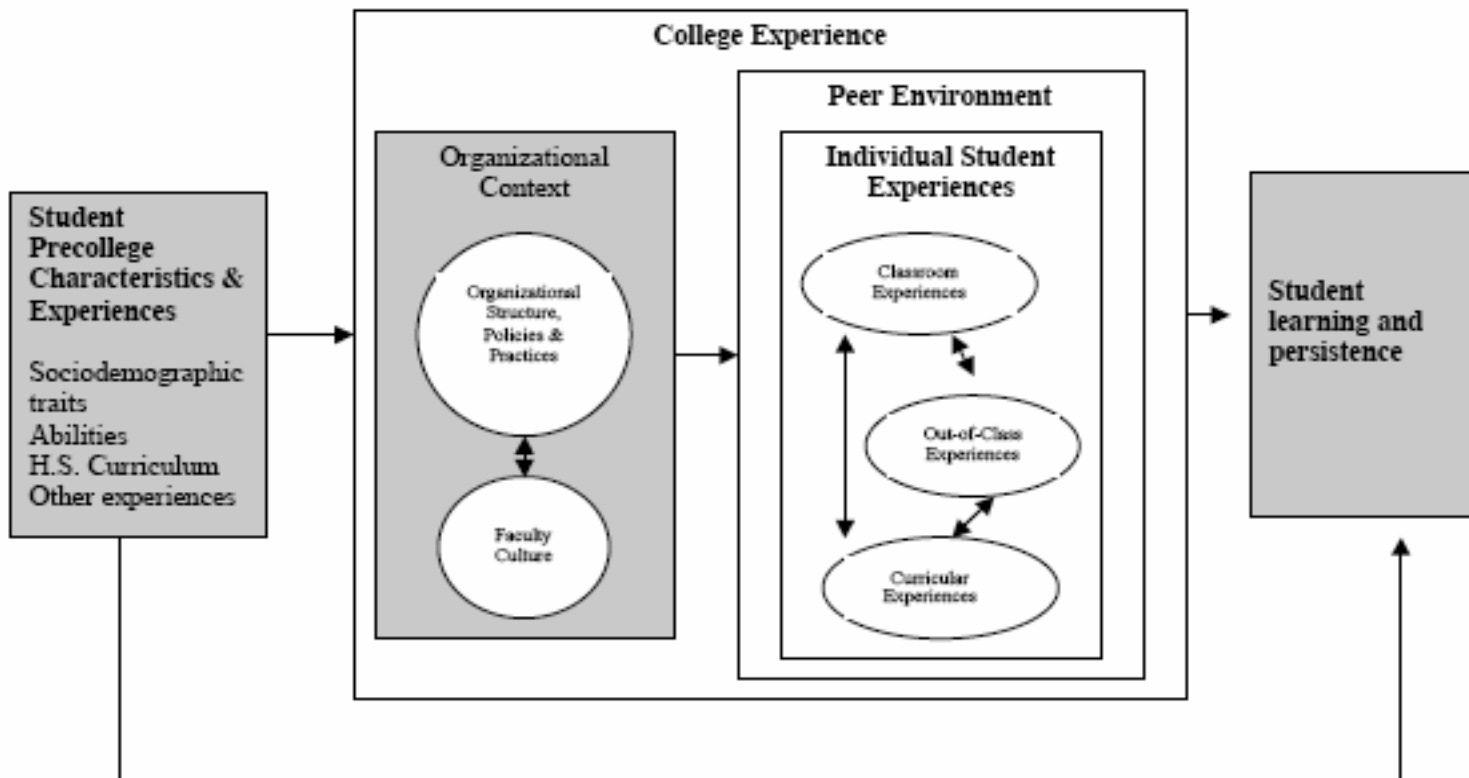 College Experience
Peer Environment
Organizational
Context
Individual Student
Experiences
Student
Precollege
Characteristics &
Experiences
Sociodemographic
traits
Abilities
H.S. Curriculum
Other experiences
Organizational
Structure,
Policies &
Practices
Faculty
Culture
Classroom
Experiences
Out-of-Class
Experiences
Curricular
Experiences
Student
learning and
persistence